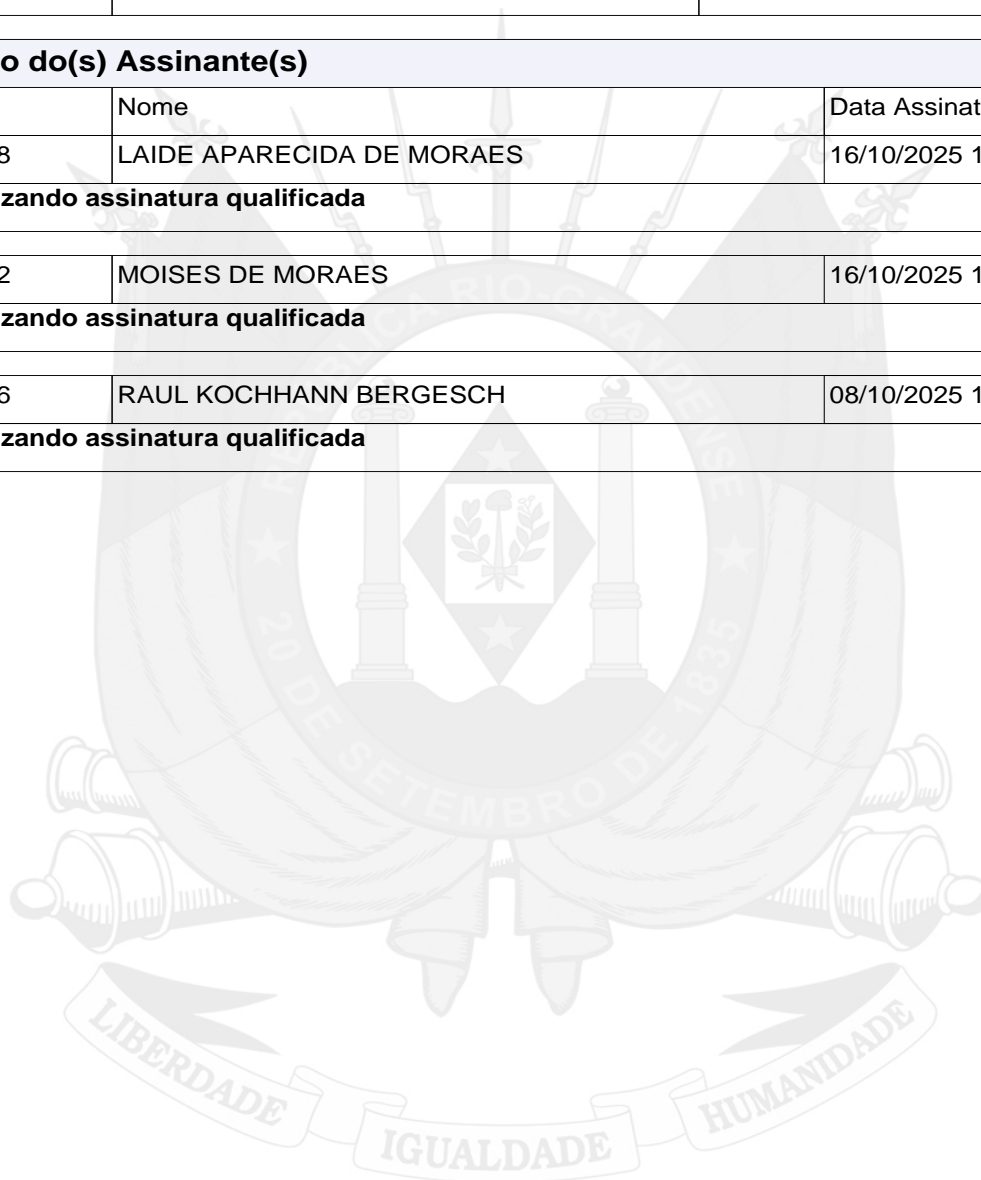 o do(s) Assinante(s)
Nome Data Assinat
8 LAIDE APARECIDA DE MORAES 16/10/2025 1
zando assinatura qualificada
2 MOISES DE MORAES 16/10/2025 1
zando assinatura qualificada
6 RAUL KOCHHANN BERGESCH 08/10/2025 1
zando assinatura qualificada
REPÚBLICA RIO-GRANDENSE
20 DE SETEMBRO DE 1835
LIBERDADE IGUALDADE HUMANIDADE